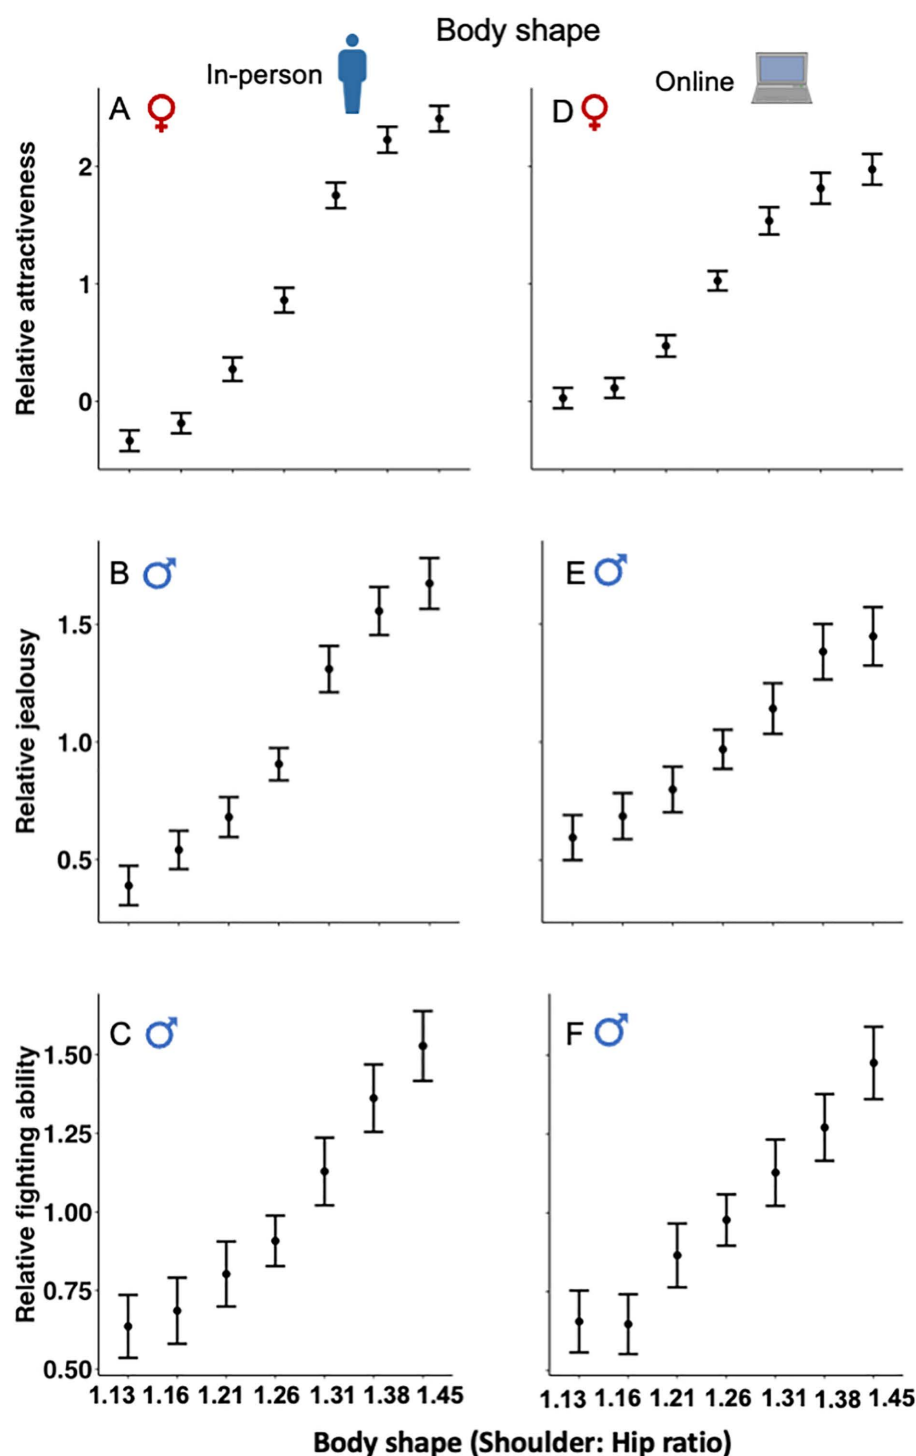 Body shape
In-person
Online
A
D
Relative attractiveness
2
1
0
B
E
Relative jealousy
1.5
1.0
0.5
C
F
Relative fighting ability
1.50
1.25
1.00
0.75
0.50
1.13 1.16 1.21 1.26 1.31 1.38 1.45
1.13 1.16 1.21 1.26 1.31 1.38 1.45
Body shape (Shoulder: Hip ratio)